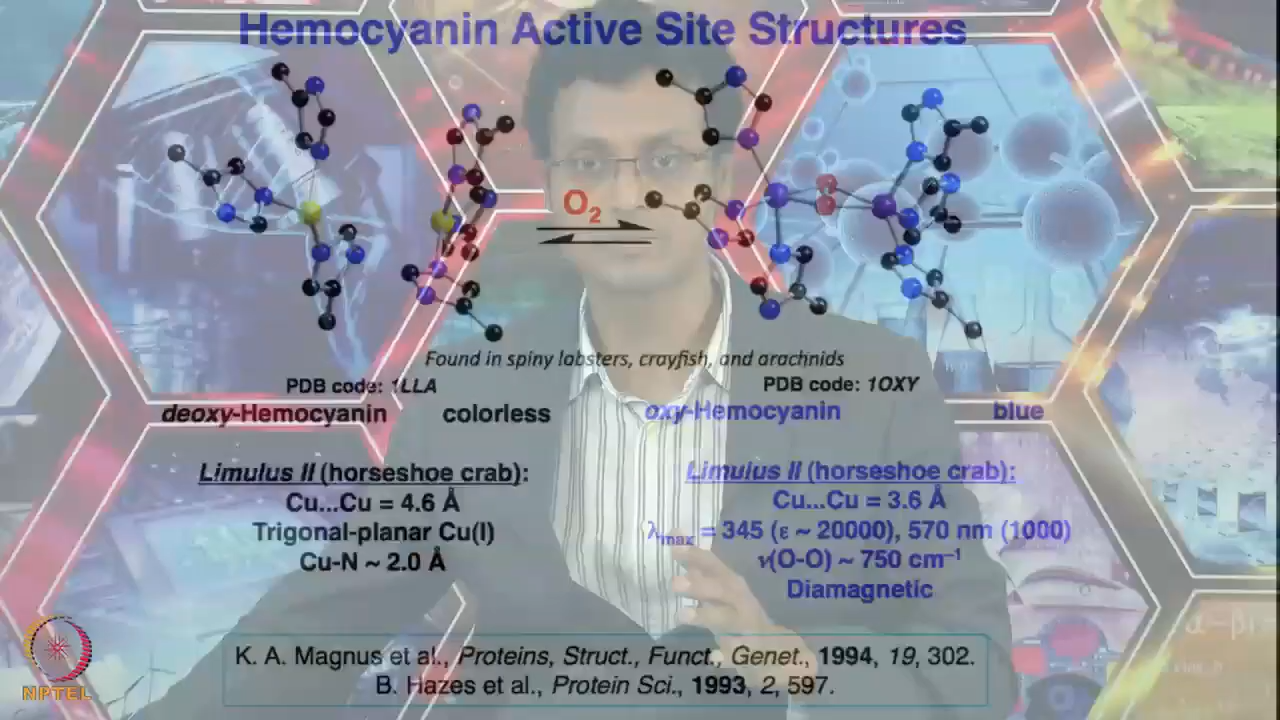 Hemocyanin Active Site Structures
O2
Found in spiny lobsters, crayfish, and arachnids
PDB code: 1LLA
PDB code: 1OXY
deoxy-Hemocyanin colorless
oxy-Hemocyanin blue
Limulus II (horseshoe crab):
Cu...Cu = 4.6 Å
Trigonal-planar Cu(I)
Cu-N ~ 2.0 Å
Limulus II (horseshoe crab):
Cu...Cu = 3.6 Å
λmax = 345 (ε ~ 20000), 570 nm (1000)
ν(O-O) ~ 750 cm⁻¹
Diamagnetic
K. A. Magnus et al., Proteins, Struct., Funct., Genet., 1994, 19, 302.
B. Hazes et al., Protein Sci., 1993, 2, 597.
α-β
NPTEL